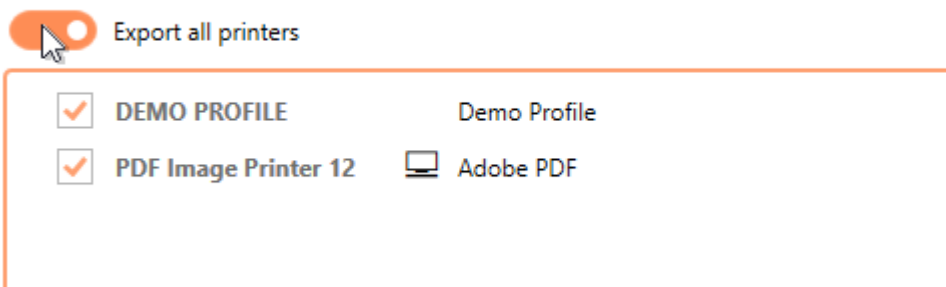 Export all printers
DEMO PROFILE Demo Profile
PDF Image Printer 12 Adobe PDF